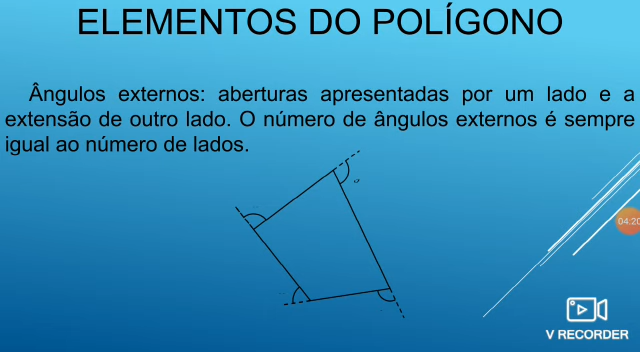 ELEMENTOS DO POLÍGONO
Ângulos externos: aberturas apresentadas por um lado e a
extensão de outro lado. O número de ângulos externos é sempre
igual ao número de lados.
04:20
V RECORDER